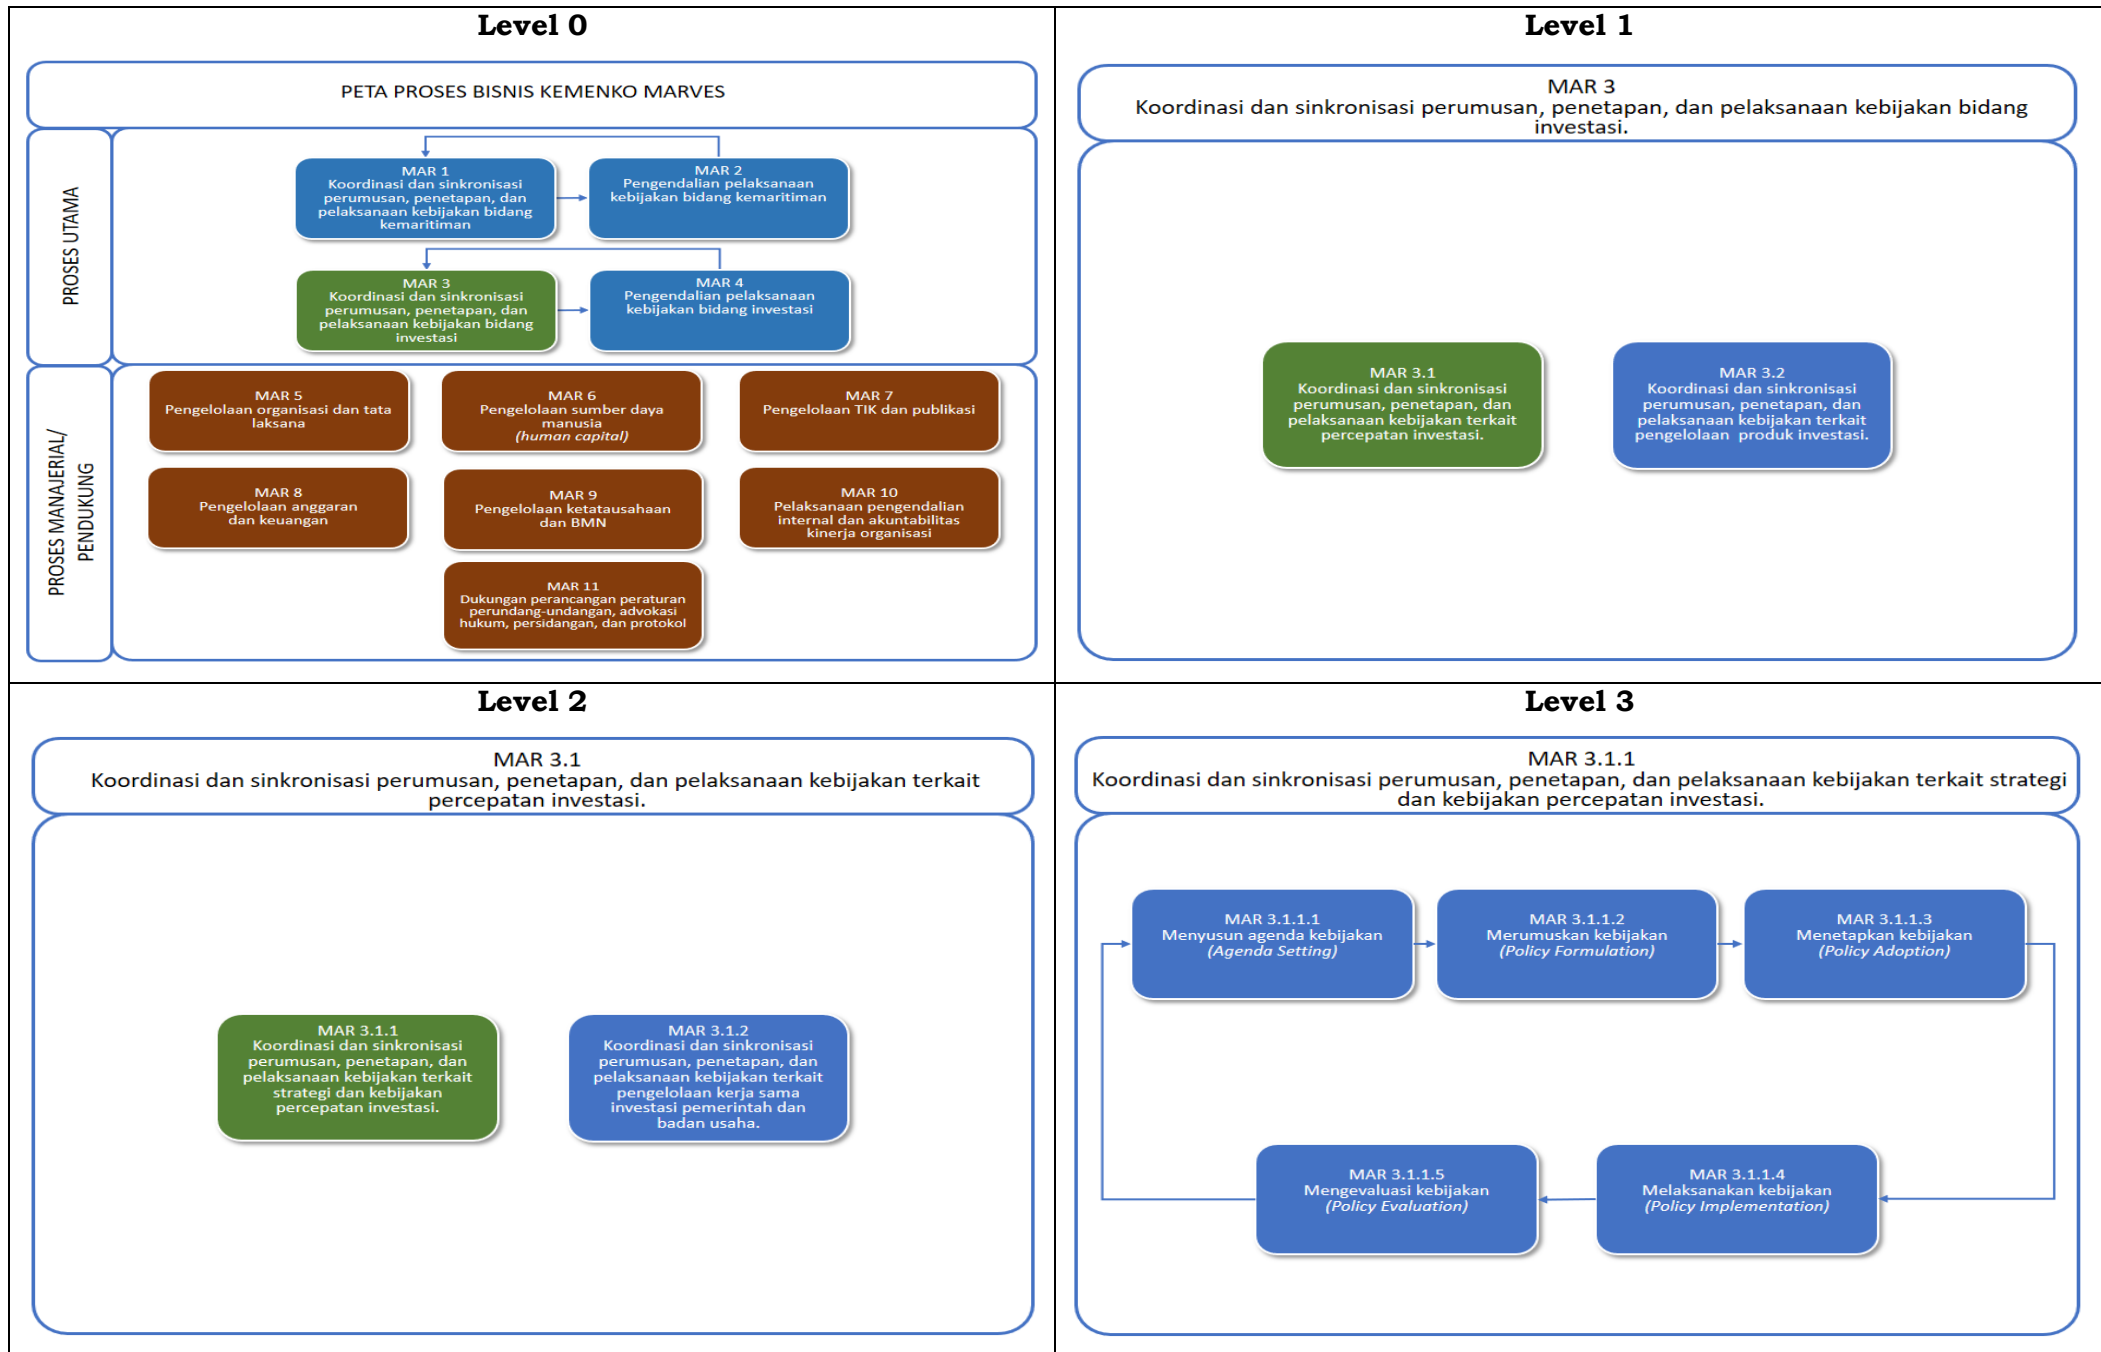 Level 0
PETA PROSES BISNIS KEMENKO MARVES
PROSES UTAMA
MAR 1
Koordinasi dan sinkronisasi
perumusan, penetapan, dan
pelaksanaan kebijakan bidang
kemaritiman
MAR 2
Pengendalian pelaksanaan
kebijakan bidang kemaritiman
MAR 3
Koordinasi dan sinkronisasi
perumusan, penetapan, dan
pelaksanaan kebijakan bidang
investasi
MAR 4
Pengendalian pelaksanaan
kebijakan bidang investasi
PROSES MANAJERIAL/
PENDUKUNG
MAR 5
Pengelolaan organisasi dan tata
laksana
MAR 6
Pengelolaan sumber daya
manusia
(human capital)
MAR 7
Pengelolaan TIK dan publikasi
MAR 8
Pengelolaan anggaran
dan keuangan
MAR 9
Pengelolaan ketatausahaan
dan BMN
MAR 10
Pelaksanaan pengendalian
internal dan akuntabilitas
kinerja organisasi
MAR 11
Dukungan perancangan peraturan
perundang-undangan, advokasi
hukum, persidangan, dan protokol
Level 1
MAR 3
Koordinasi dan sinkronisasi perumusan, penetapan, dan pelaksanaan kebijakan bidang
investasi.
MAR 3.1
Koordinasi dan sinkronisasi
perumusan, penetapan, dan
pelaksanaan kebijakan terkait
percepatan investasi.
MAR 3.2
Koordinasi dan sinkronisasi
perumusan, penetapan, dan
pelaksanaan kebijakan terkait
pengelolaan produk investasi.
Level 2
MAR 3.1
Koordinasi dan sinkronisasi perumusan, penetapan, dan pelaksanaan kebijakan terkait
percepatan investasi.
MAR 3.1.1
Koordinasi dan sinkronisasi
perumusan, penetapan, dan
pelaksanaan kebijakan terkait
strategi dan kebijakan
percepatan investasi.
MAR 3.1.2
Koordinasi dan sinkronisasi
perumusan, penetapan, dan
pelaksanaan kebijakan terkait
pengelolaan kerja sama
investasi pemerintah dan
badan usaha.
Level 3
MAR 3.1.1
Koordinasi dan sinkronisasi perumusan, penetapan, dan pelaksanaan kebijakan terkait strategi
dan kebijakan percepatan investasi.
MAR 3.1.1.1
Menyusun agenda kebijakan
(Agenda Setting)
MAR 3.1.1.2
Merumuskan kebijakan
(Policy Formulation)
MAR 3.1.1.3
Menetapkan kebijakan
(Policy Adoption)
MAR 3.1.1.5
Mengevaluasi kebijakan
(Policy Evaluation)
MAR 3.1.1.4
Melaksanakan kebijakan
(Policy Implementation)